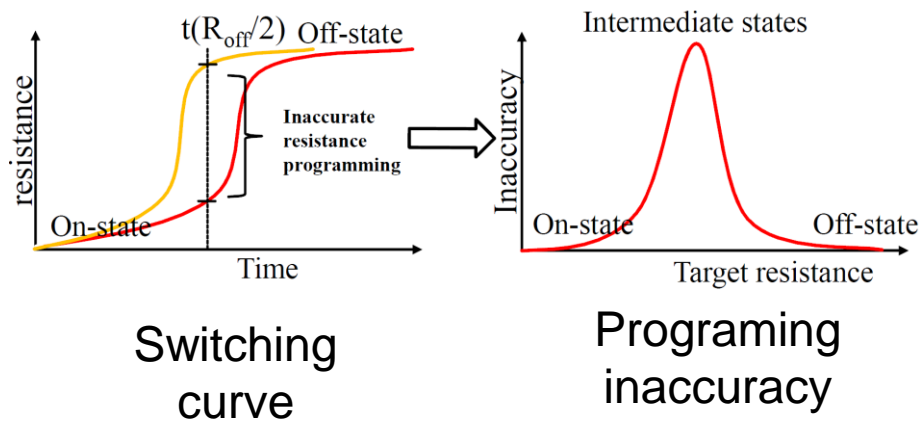 t(R_off/2)
Off-state
resistance
Inaccurate
resistance
programming
On-state
Time
Switching
curve
Intermediate states
Inaccuracy
On-state
Off-state
Target resistance
Programing
inaccuracy